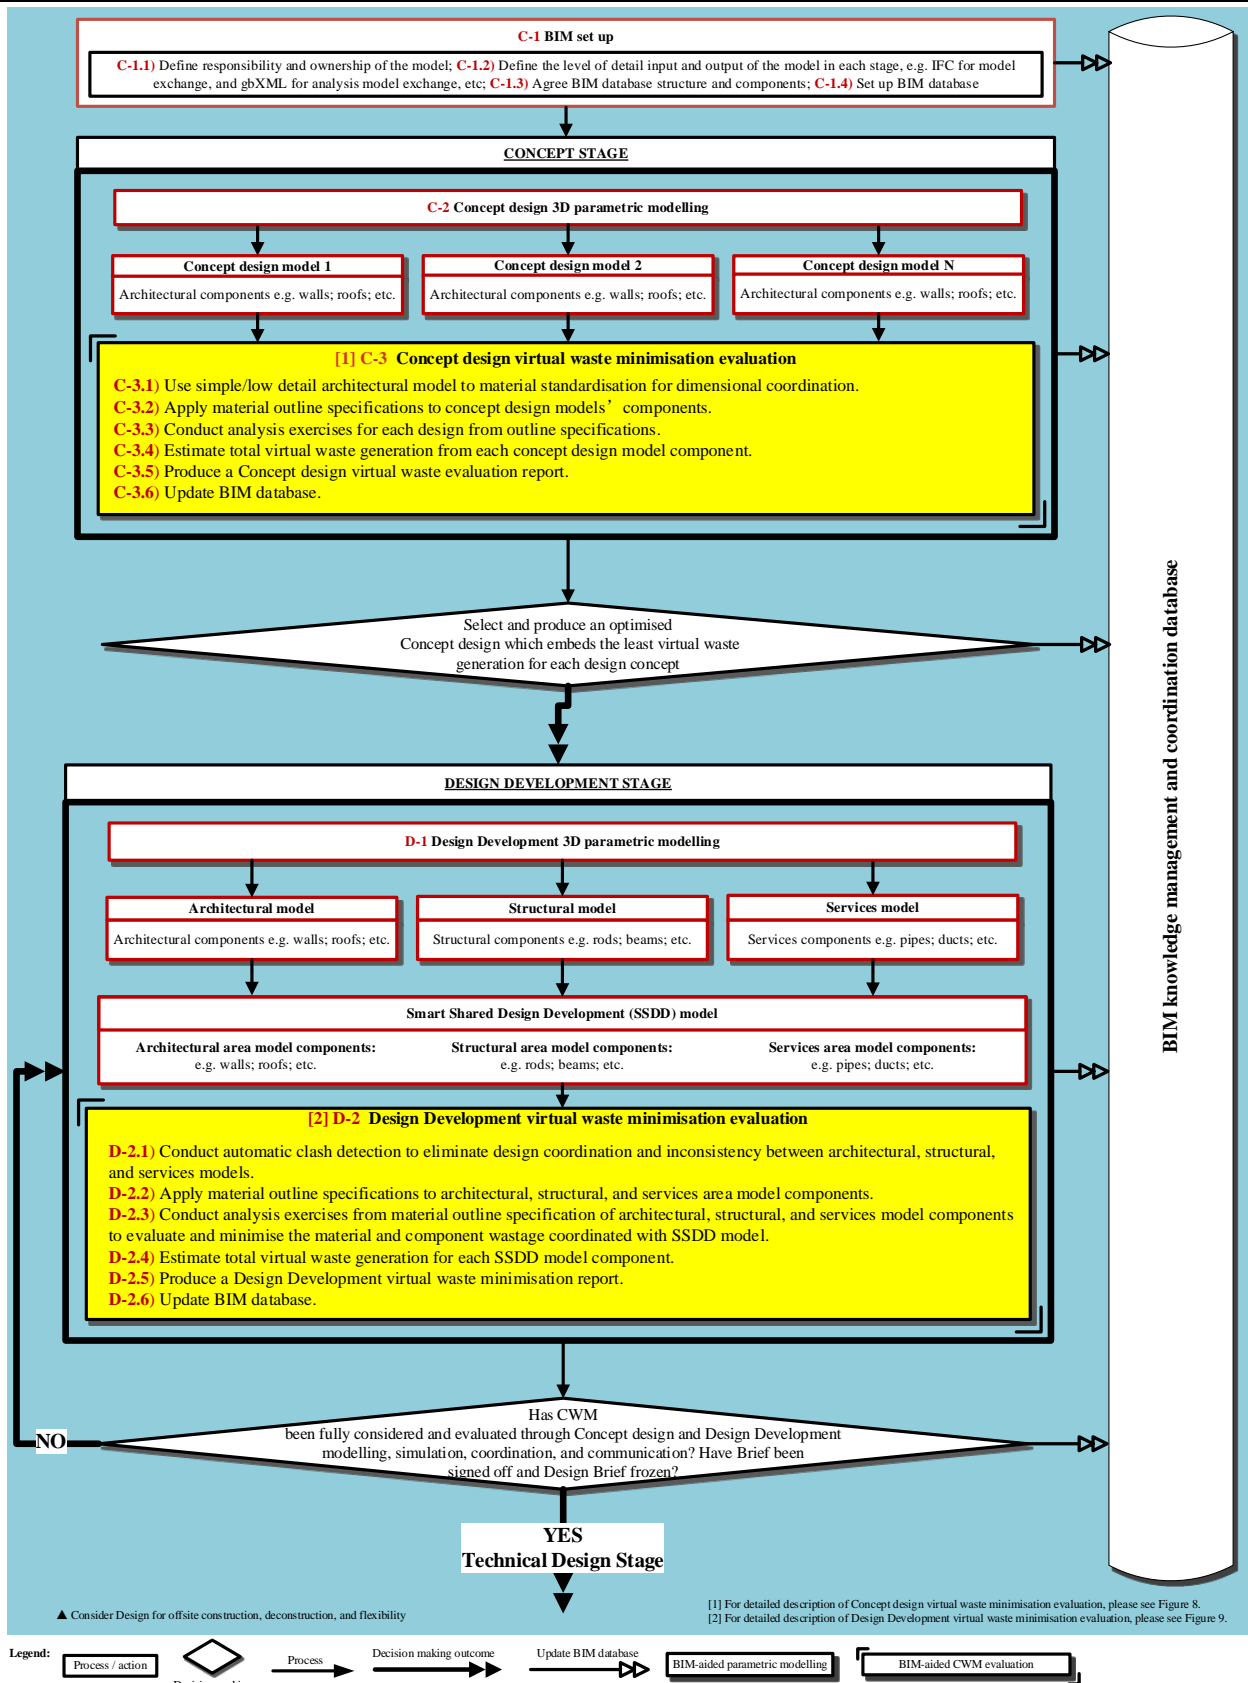 C-1 BIM set up
C-1.1) Define responsibility and ownership of the model; C-1.2) Define the level of detail input and output of the model in each stage, e.g. IFC for model
exchange, and gbXML for analysis model exchange, etc; C-1.3) Agree BIM database structure and components; C-1.4) Set up BIM database
CONCEPT STAGE
C-2 Concept design 3D parametric modelling
Concept design model 1
Architectural components e.g. walls; roofs; etc.
Concept design model 2
Architectural components e.g. walls; roofs; etc.
Concept design model N
Architectural components e.g. walls; roofs; etc.
[1] C-3 Concept design virtual waste minimisation evaluation
C-3.1) Use simple/low detail architectural model to material standardisation for dimensional coordination.
C-3.2) Apply material outline specifications to concept design models’ components.
C-3.3) Conduct analysis exercises for each design from outline specifications.
C-3.4) Estimate total virtual waste generation from each concept design model component.
C-3.5) Produce a Concept design virtual waste evaluation report.
C-3.6) Update BIM database.
Select and produce an optimised
Concept design which embeds the least virtual waste
generation for each design concept
BIM knowledge management and coordination database
DESIGN DEVELOPMENT STAGE
D-1 Design Development 3D parametric modelling
Architectural model
Architectural components e.g. walls; roofs; etc.
Structural model
Structural components e.g. rods; beams; etc.
Services model
Services components e.g. pipes; ducts; etc.
Smart Shared Design Development (SSDD) model
Architectural area model components:
e.g. walls; roofs; etc.
Structural area model components:
e.g. rods; beams; etc.
Services area model components:
e.g. pipes; ducts; etc.
[2] D-2 Design Development virtual waste minimisation evaluation
D-2.1) Conduct automatic clash detection to eliminate design coordination and inconsistency between architectural, structural,
and services models.
D-2.2) Apply material outline specifications to architectural, structural, and services area model components.
D-2.3) Conduct analysis exercises from material outline specification of architectural, structural, and services model components
to evaluate and minimise the material and component wastage coordinated with SSDD model.
D-2.4) Estimate total virtual waste generation for each SSDD model component.
D-2.5) Produce a Design Development virtual waste minimisation report.
D-2.6) Update BIM database.
Has CWM
been fully considered and evaluated through Concept design and Design Development
modelling, simulation, coordination, and communication? Have Brief been
signed off and Design Brief frozen?
NO
YES
Technical Design Stage
▲ Consider Design for offsite construction, deconstruction, and flexibility
[1] For detailed description of Concept design virtual waste minimisation evaluation, please see Figure 8.
[2] For detailed description of Design Development virtual waste minimisation evaluation, please see Figure 9.
Legend:
Process / action
Process
Decision making outcome
Update BIM database
BIM-aided parametric modelling
BIM-aided CWM evaluation